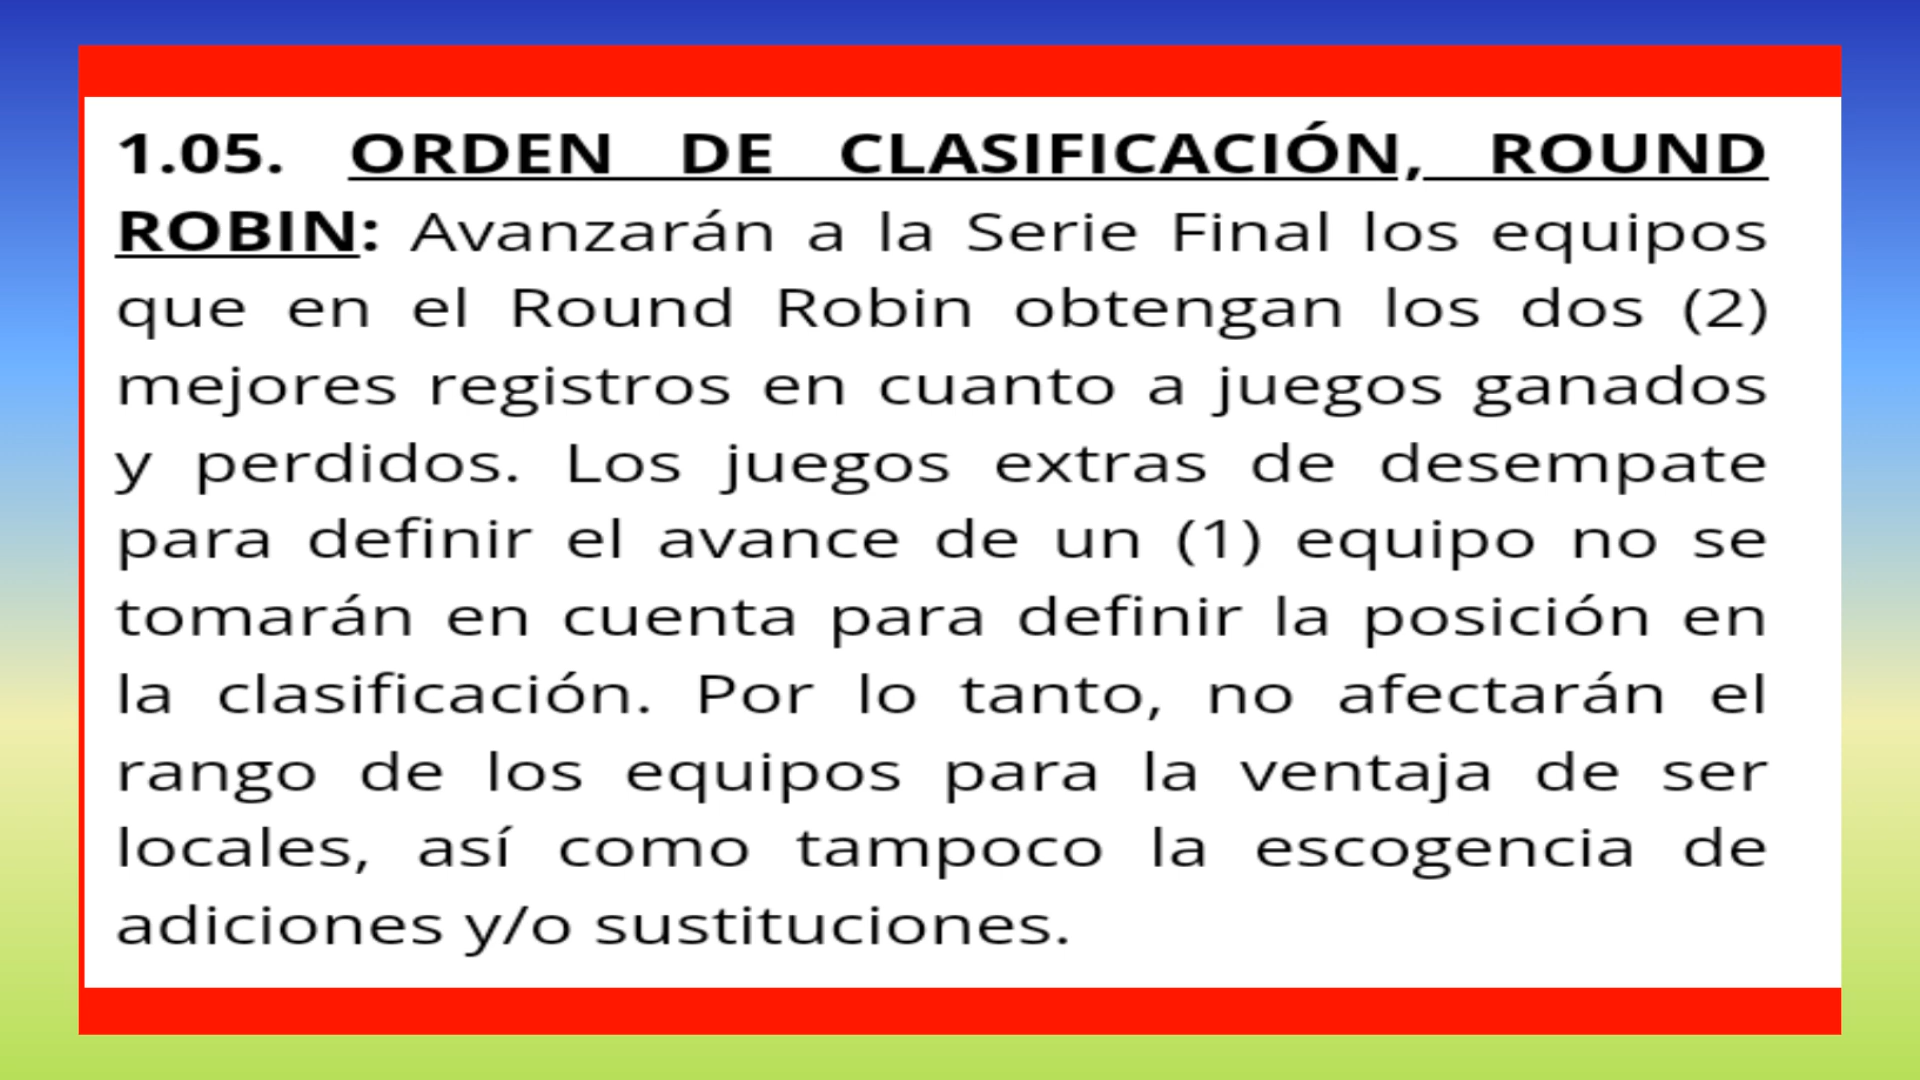 1.05. ORDEN DE CLASIFICACIÓN, ROUND
ROBIN: Avanzarán a la Serie Final los equipos
que en el Round Robin obtengan los dos (2)
mejores registros en cuanto a juegos ganados
y perdidos. Los juegos extras de desempate
para definir el avance de un (1) equipo no se
tomarán en cuenta para definir la posición en
la clasificación. Por lo tanto, no afectarán el
rango de los equipos para la ventaja de ser
locales, así como tampoco la escogencia de
adiciones y/o sustituciones.